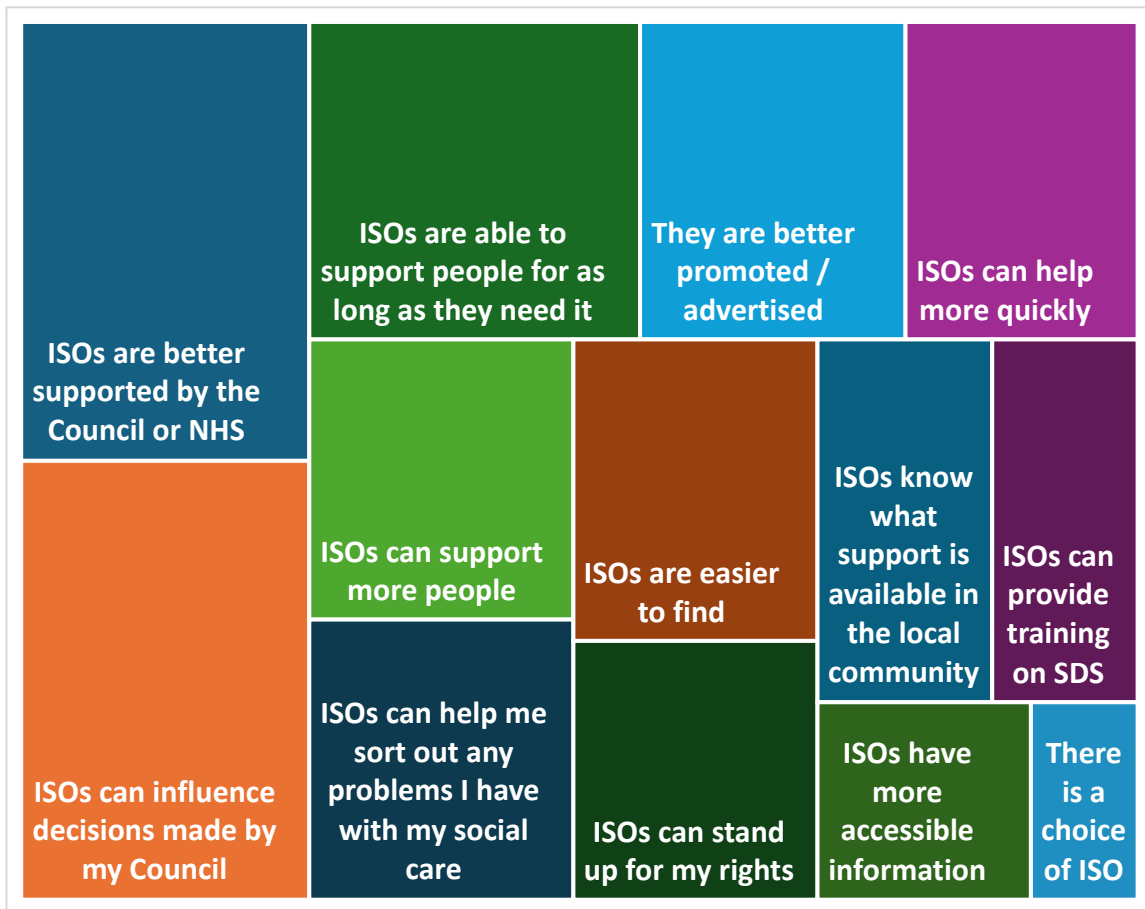 ISOs are better
supported by the
Council or NHS
ISOs can influence
decisions made by
my Council
ISOs are able to
support people for as
long as they need it
They are better
promoted /
advertised
ISOs can help
more quickly
ISOs can support
more people
ISOs are easier
to find
ISOs know
what
support is
available in
the local
community
ISOs can
provide
training
on SDS
ISOs can help me
sort out any
problems I have
with my social
care
ISOs can stand
up for my rights
ISOs have
more
accessible
information
There
is a
choice
of ISO